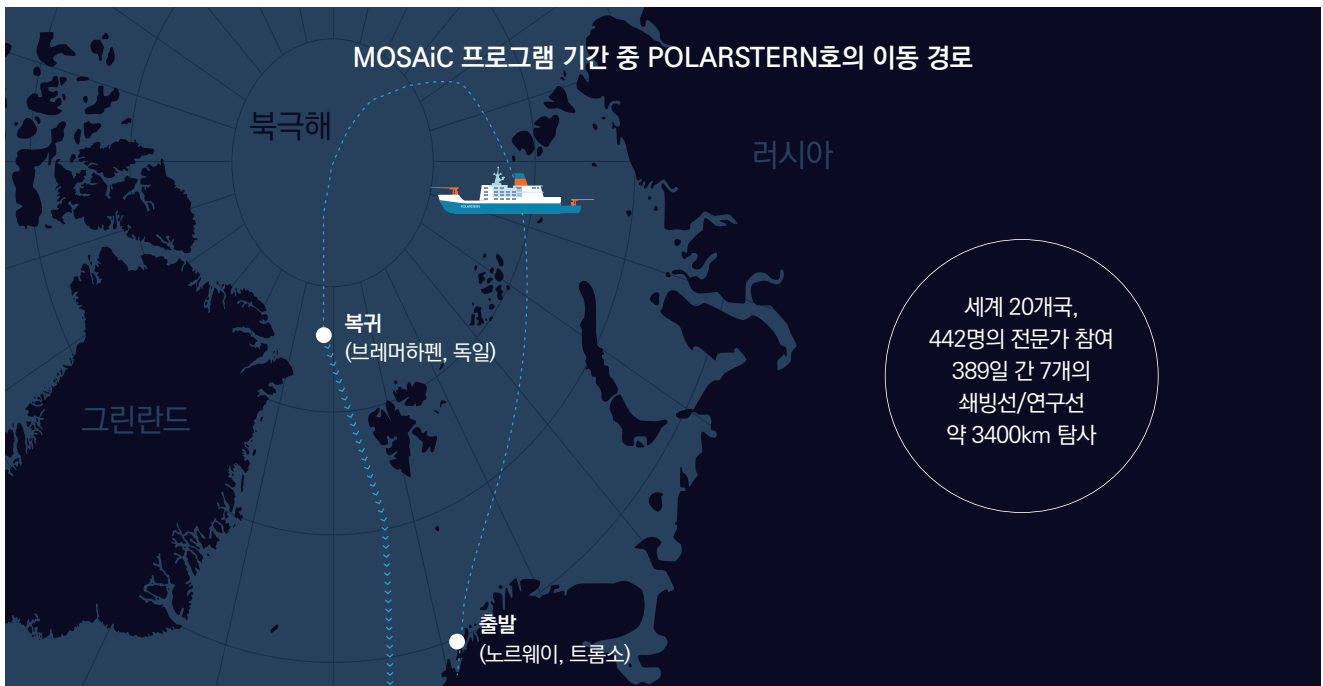 MOSAiC 프로그램 기간 중 POLARSTERN호의 이동 경로
북극해
러시아
POLARSTERN
세계 20개국,
442명의 전문가 참여
389일 간 7개의
쇄빙선/연구선
약 3400km 탐사
복귀
(브레머하펜, 독일)
그린란드
출발
(노르웨이, 트롬소)